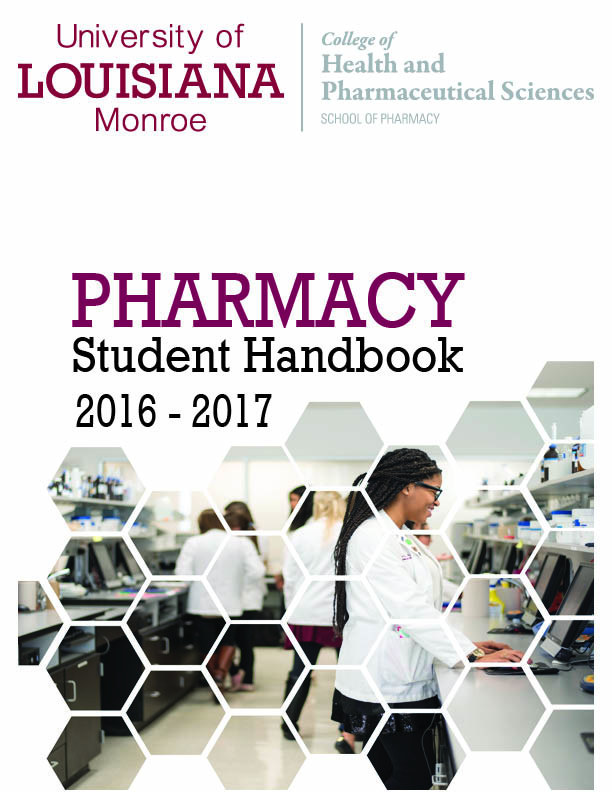 University of
LOUISIANA
Monroe
College of
Health and
Pharmaceutical Sciences
SCHOOL OF PHARMACY
PHARMACY
Student Handbook
2016 - 2017